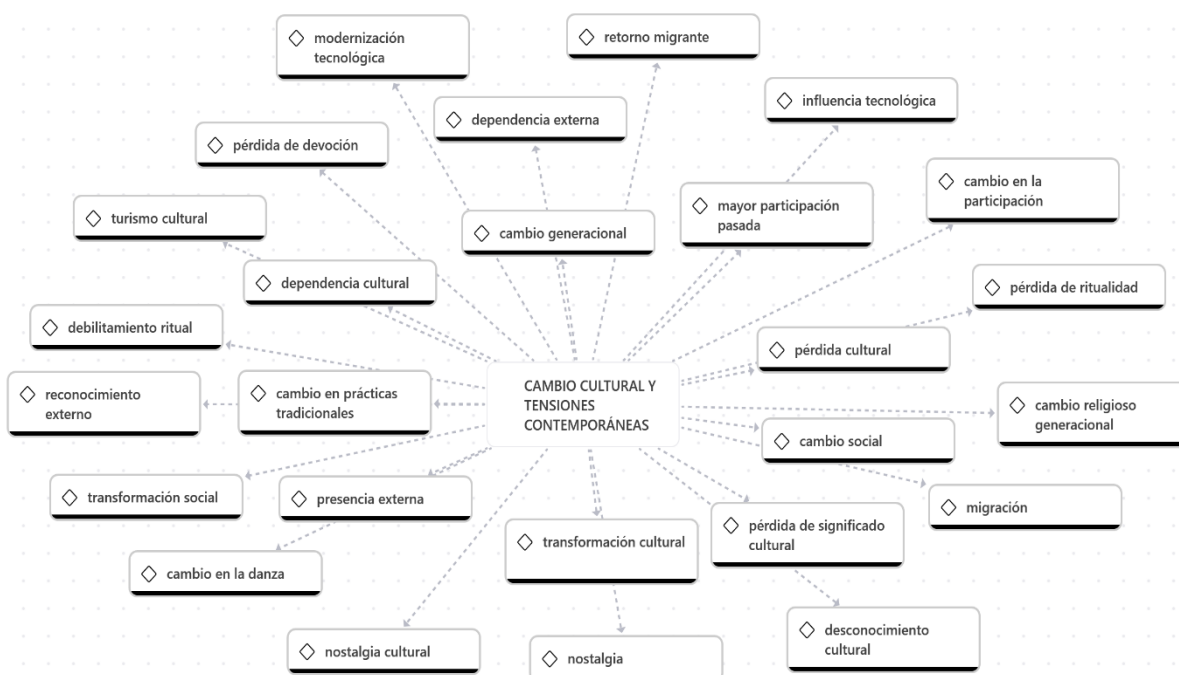 modernización
tecnológica
retorno migrante
influencia tecnológica
dependencia externa
pérdida de devoción
cambio en la
participación
turismo cultural
cambio generacional
mayor participación
pasada
dependencia cultural
pérdida de ritualidad
debilitamiento ritual
pérdida cultural
reconocimiento
externo
cambio en prácticas
tradicionales
CAMBIO CULTURAL Y
TENSIONES
CONTEMPORÁNEAS
cambio religioso
generacional
cambio social
transformación social
presencia externa
migración
transformación cultural
pérdida de significado
cultural
cambio en la danza
nostalgia cultural
nostalgia
desconocimiento
cultural